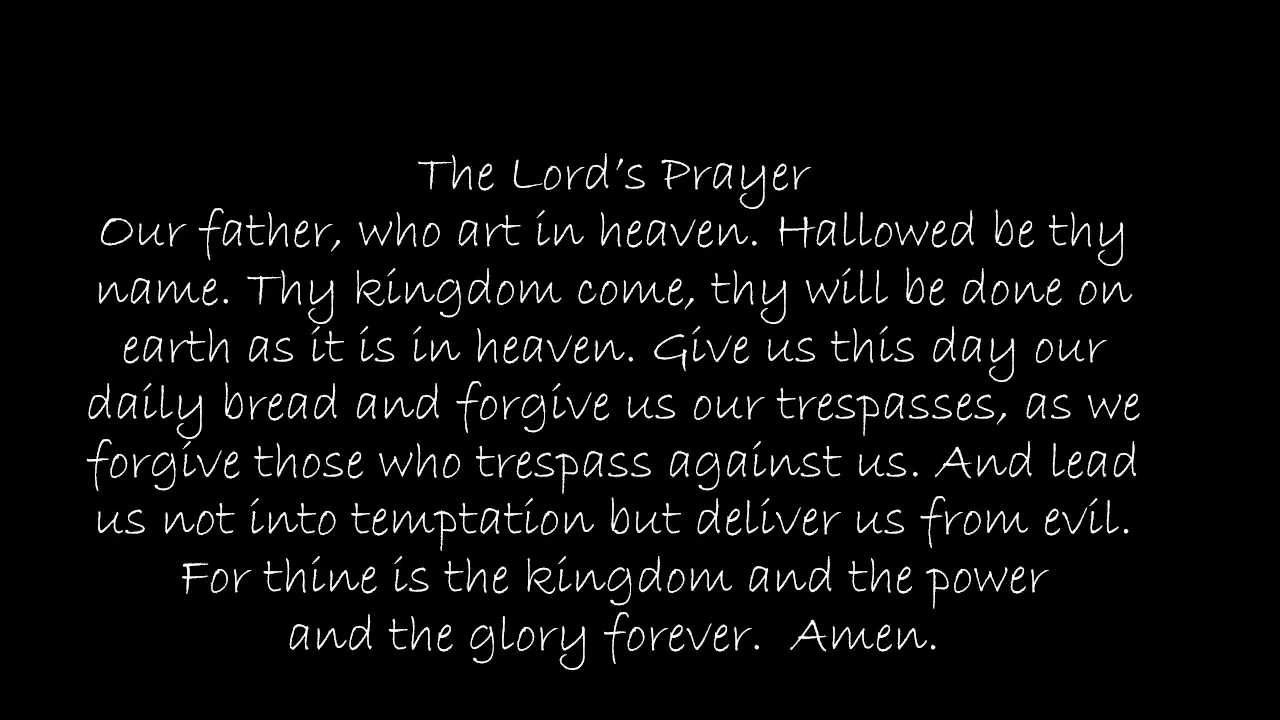 The Lord's Prayer
Our father, who art in heaven. Hallowed be thy
name. Thy kingdom come, thy will be done on
earth as it is in heaven. Give us this day our
daily bread and forgive us our trespasses, as we
forgive those who trespass against us. And lead
us not into temptation but deliver us from evil.
For thine is the kingdom and the power
and the glory forever.  Amen.